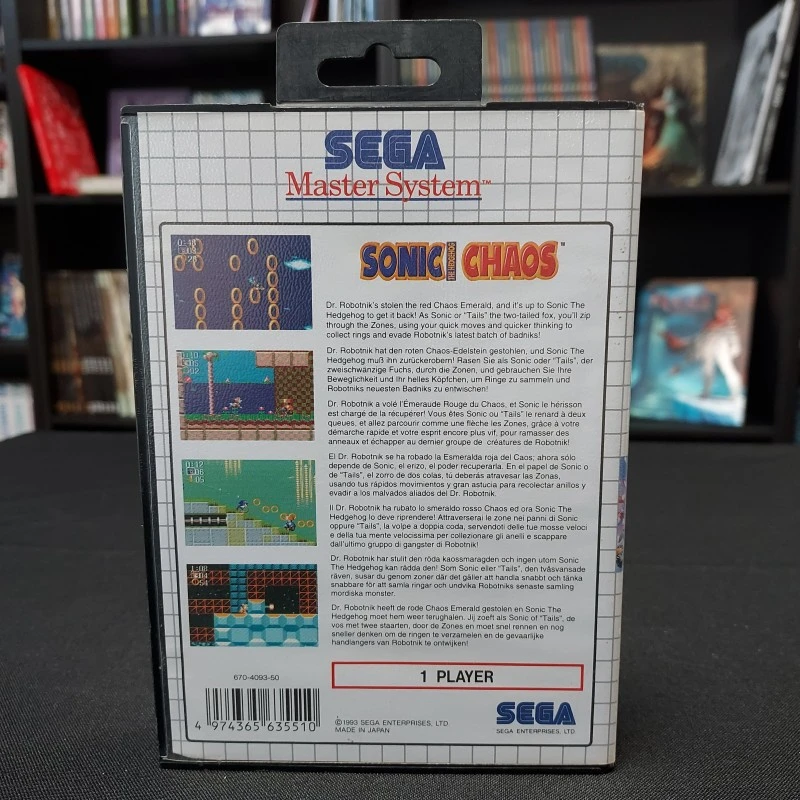 SEGA
Master System™
SONIC THE HEDGEHOG CHAOS™
Dr. Robotnik's stolen the red Chaos Emerald, and it's up to Sonic The
Hedgehog to get it back! As Sonic or "Tails" the two-tailed fox, you'll zip
through the Zones, using your quick moves and quicker thinking to
collect rings and evade Robotnik's latest batch of badniks!
Dr. Robotnik hat den roten Chaos-Edelstein gestohlen, und Sonic The
Hedgehog muß ihn zurückerobern! Rasen Sie als Sonic oder "Tails", der
zweischwänzige Fuchs, durch die Zonen, und gebrauchen Sie Ihre
Beweglichkeit und Ihr helles Köpfchen, um Ringe zu sammeln und
Robotniks neuesten Badniks zu entwischen!
Dr. Robotnik a volé l'Émeraude Rouge du Chaos, et Sonic le hérisson
est chargé de la récupérer! Vous êtes Sonic ou "Tails" le renard à deux
queues, et allez parcourir comme une flèche les Zones, grâce à votre
démarche rapide et votre esprit encore plus vif, pour ramasser des
anneaux et échapper au dernier groupe de créatures de Robotnik!
El Dr. Robotnik se ha robado la Esmeralda roja del Caos; ahora sólo
depende de Sonic, el erizo, el poder recuperarla. En el papel de Sonic o
de "Tails", el zorro de dos colas, tú deberás atravesar las Zonas,
usando tus rápidos movimientos y gran astucia para recolectar anillos y
evadir a los malvados aliados del Dr. Robotnik.
Il Dr. Robotnik ha rubato lo smeraldo rosso Chaos ed ora Sonic The
Hedgehog lo deve riprendere! Attraverserai le zone nei panni di Sonic
oppure "Tails", la volpe a doppia coda, servendoti delle tue mosse veloci
e della tua mente velocissima per collezionare gli anelli e scappare
dall'ultimo gruppo di gangster di Robotnik!
Dr. Robotnik har stulit den röda kaossmaragden och ingen utom Sonic
The Hedgehog kan rädda den! Som Sonic eller "Tails", den tvåsvansade
räven, susar du genom zoner där det gäller att handla snabbt och tänka
snabbare för att samla ringar och undvika Robotniks senaste samling
mordiska monster.
Dr. Robotnik heeft de rode Chaos Emerald gestolen en Sonic The
Hedgehog moet hem weer terughalen. Jij zoeft als Sonic of "Tails", de
vos met twee staarten, door de Zones en moet snel rennen en nog
sneller denken om de ringen te verzamelen en de gevaarlijke
handlangers van Robotnik te ontwijken!
1 PLAYER
670-4093-50
4 974365 635510
©1993 SEGA ENTERPRISES, LTD.
MADE IN JAPAN
SEGA
SEGA ENTERPRISES, LTD.